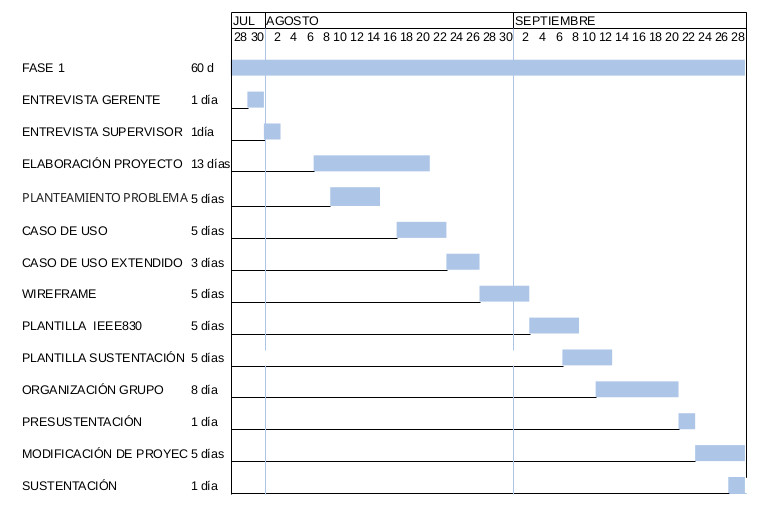 JUL AGOSTO SEPTIEMBRE
28 30 2 4 6 8 10 12 14 16 18 20 22 24 26 28 30 2 4 6 8 10 12 14 16 18 20 22 24 26 28
FASE 1 60 d
ENTREVISTA GERENTE 1 día
ENTREVISTA SUPERVISOR 1día
ELABORACIÓN PROYECTO 13 días
PLANTEAMIENTO PROBLEMA 5 días
CASO DE USO 5 días
CASO DE USO EXTENDIDO 3 días
WIREFRAME 5 días
PLANTILLA IEEE830 5 días
PLANTILLA SUSTENTACIÓN 5 días
ORGANIZACIÓN GRUPO 8 día
PRESUSTENTACIÓN 1 día
MODIFICACIÓN DE PROYEC 5 días
SUSTENTACIÓN 1 día